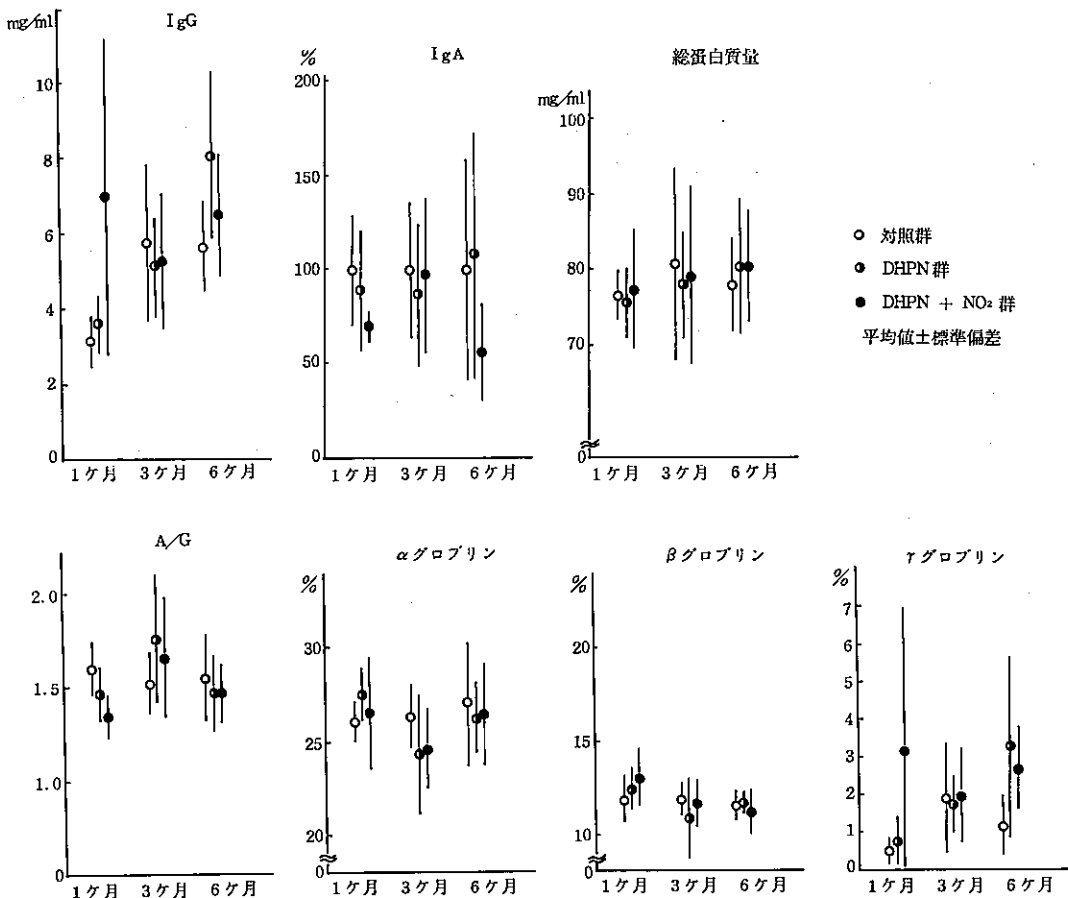 IgG
mg/ml
10
8
6
4
2
0
1ケ月 3ケ月 6ケ月
IgA
%
200
150
100
50
0
1ケ月 3ケ月 6ケ月
総蛋白質量
mg/ml
100
90
80
70
0
1ケ月 3ケ月 6ケ月
対照群
DHPN群
DHPN + NO₂ 群
平均値±標準偏差
A/G
2.0
1.5
1.0
0
1ケ月 3ケ月 6ケ月
αグロブリン
%
30
25
20
0
1ケ月 3ケ月 6ケ月
βグロブリン
%
20
15
10
0
1ケ月 3ケ月 6ケ月
γグロブリン
%
7
6
5
4
3
2
1
0
1ケ月 3ケ月 6ケ月